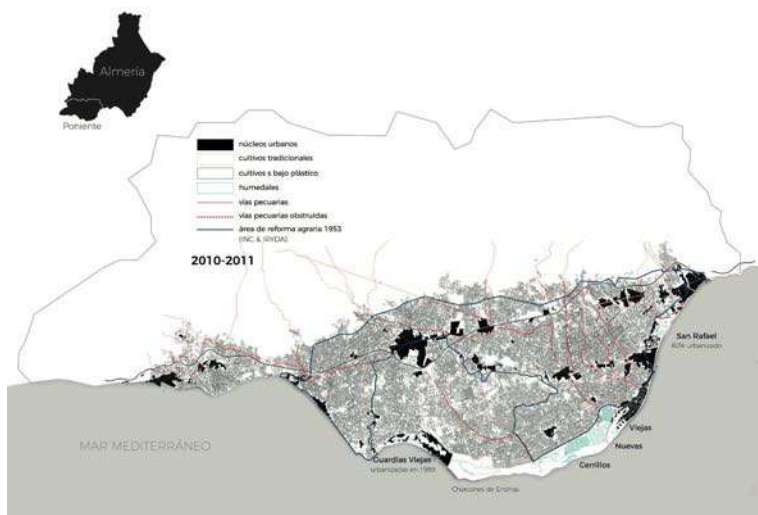 Almería
Poniente
núcleos urbanos
cultivos tradicionales
cultivos s bajo plástico
humedales
vías pecuarias
vías pecuarias obstruidas
área de reforma agraria 1953
(INC & IRYDA)
2010-2011
San Rafael
80% urbanizado
MAR MEDITERRÁNEO
Guardias Viejas
urbanizadas en 1989
Viejas
Nuevas
Cerrillos
Charcones de Entinas